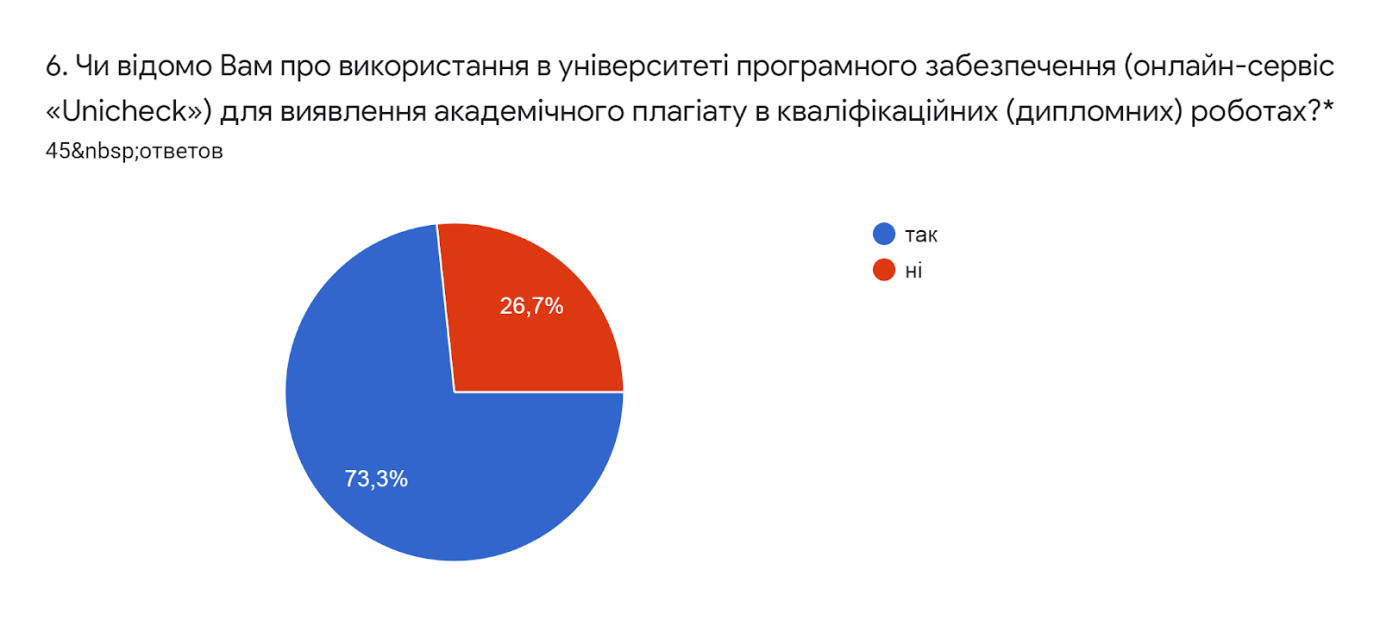 6. Чи відомо Вам про використання в університеті програмного забезпечення (онлайн-сервіс
«Unicheck») для виявлення академічного плагіату в кваліфікаційних (дипломних) роботах?*
45&nbsp;ответов
так
ні
26,7%
73,3%